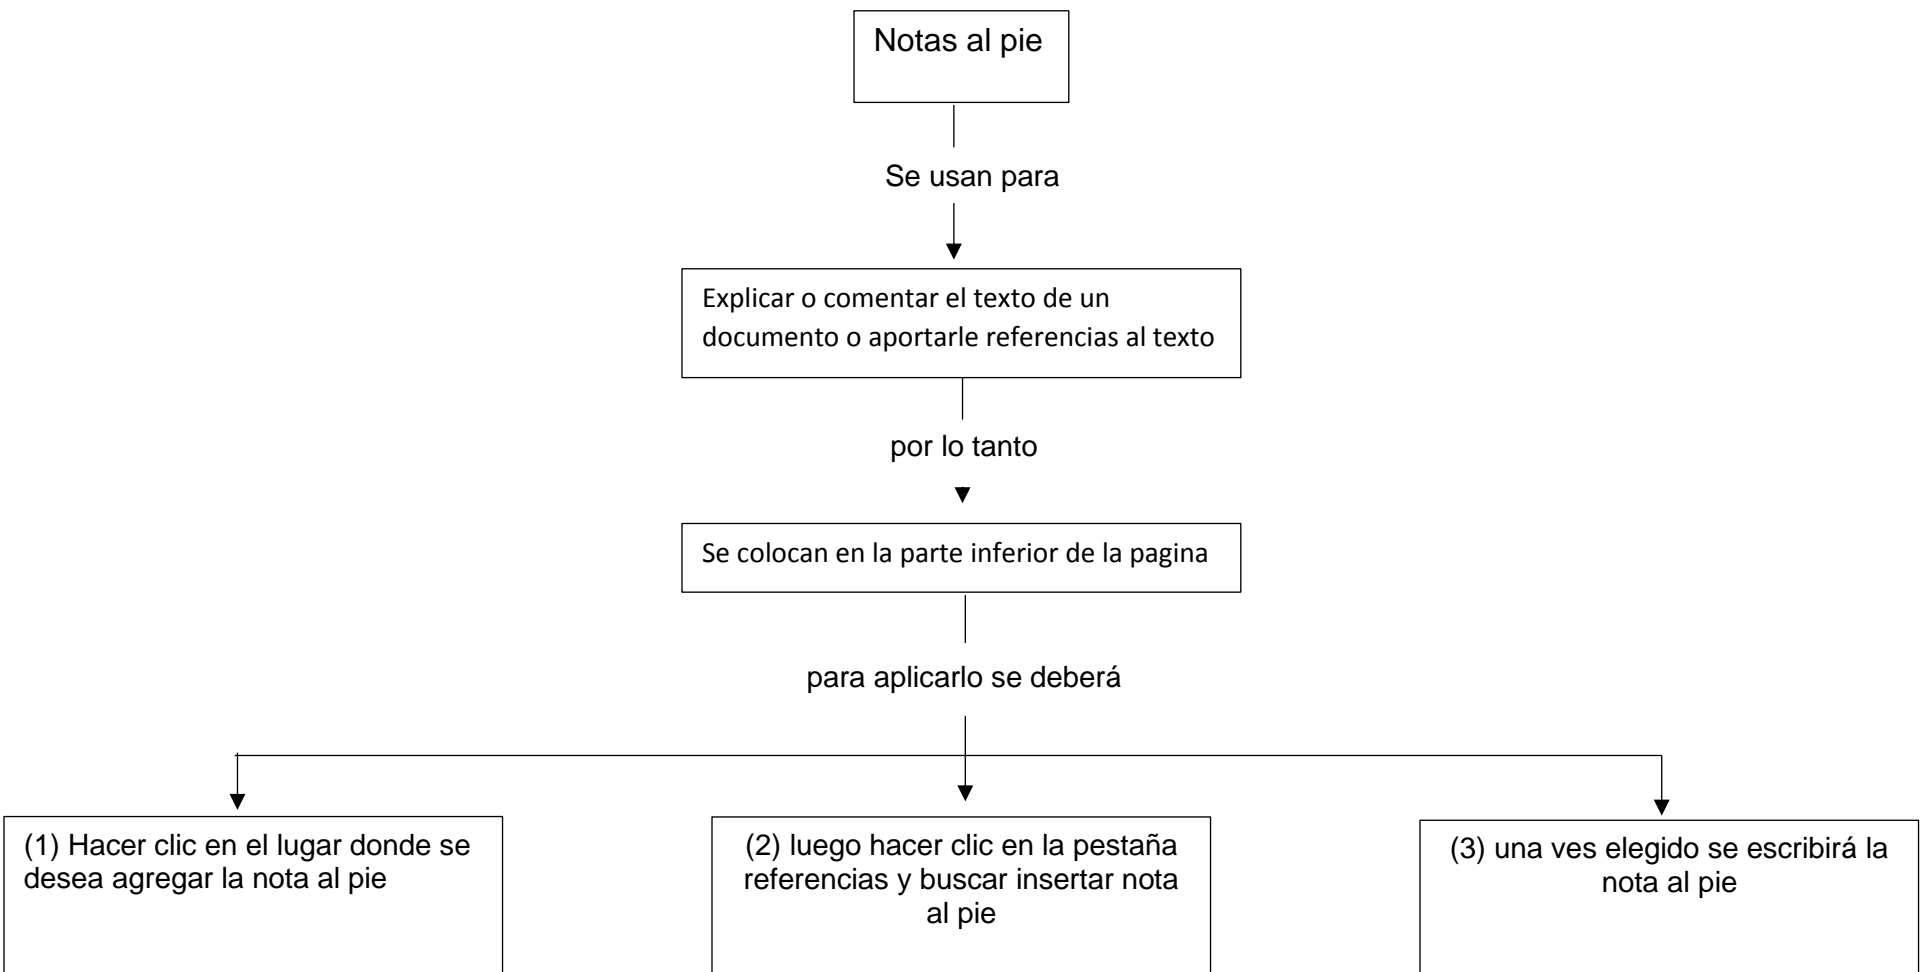 Notas al pie
Se usan para
Explicar o comentar el texto de un
documento o aportarle referencias al texto
por lo tanto
Se colocan en la parte inferior de la pagina
para aplicarlo se deberá
(1) Hacer clic en el lugar donde se
desea agregar la nota al pie
(2) luego hacer clic en la pestaña
referencias y buscar insertar nota
al pie
(3) una ves elegido se escribirá la
nota al pie